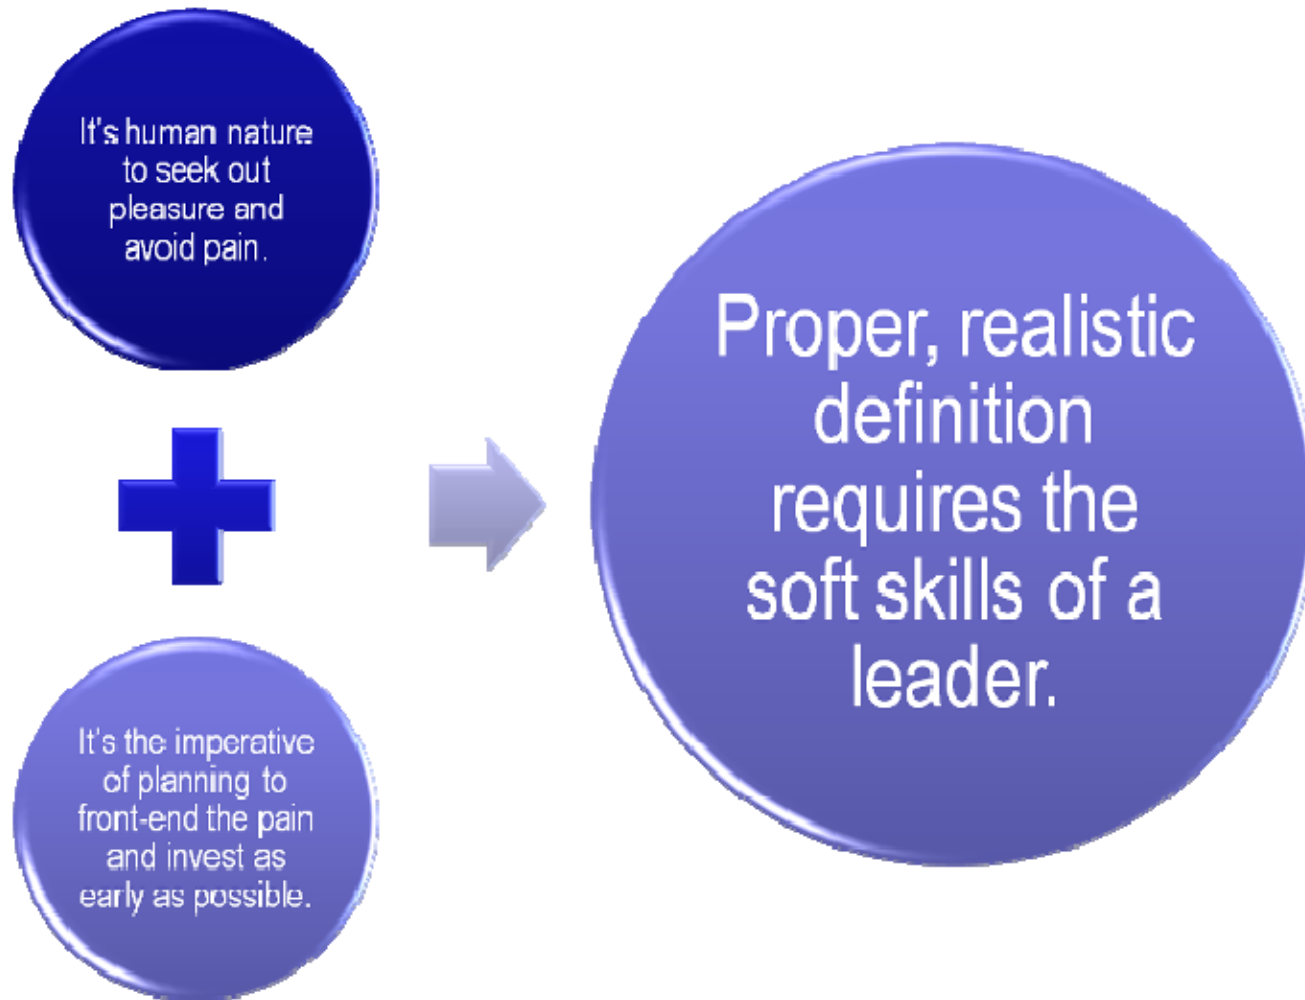 It's human nature
to seek out
pleasure and
avoid pain.
It's the imperative
of planning to
front-end the pain
and invest as
early as possible.
Proper, realistic
definition
requires the
soft skills of a
leader.